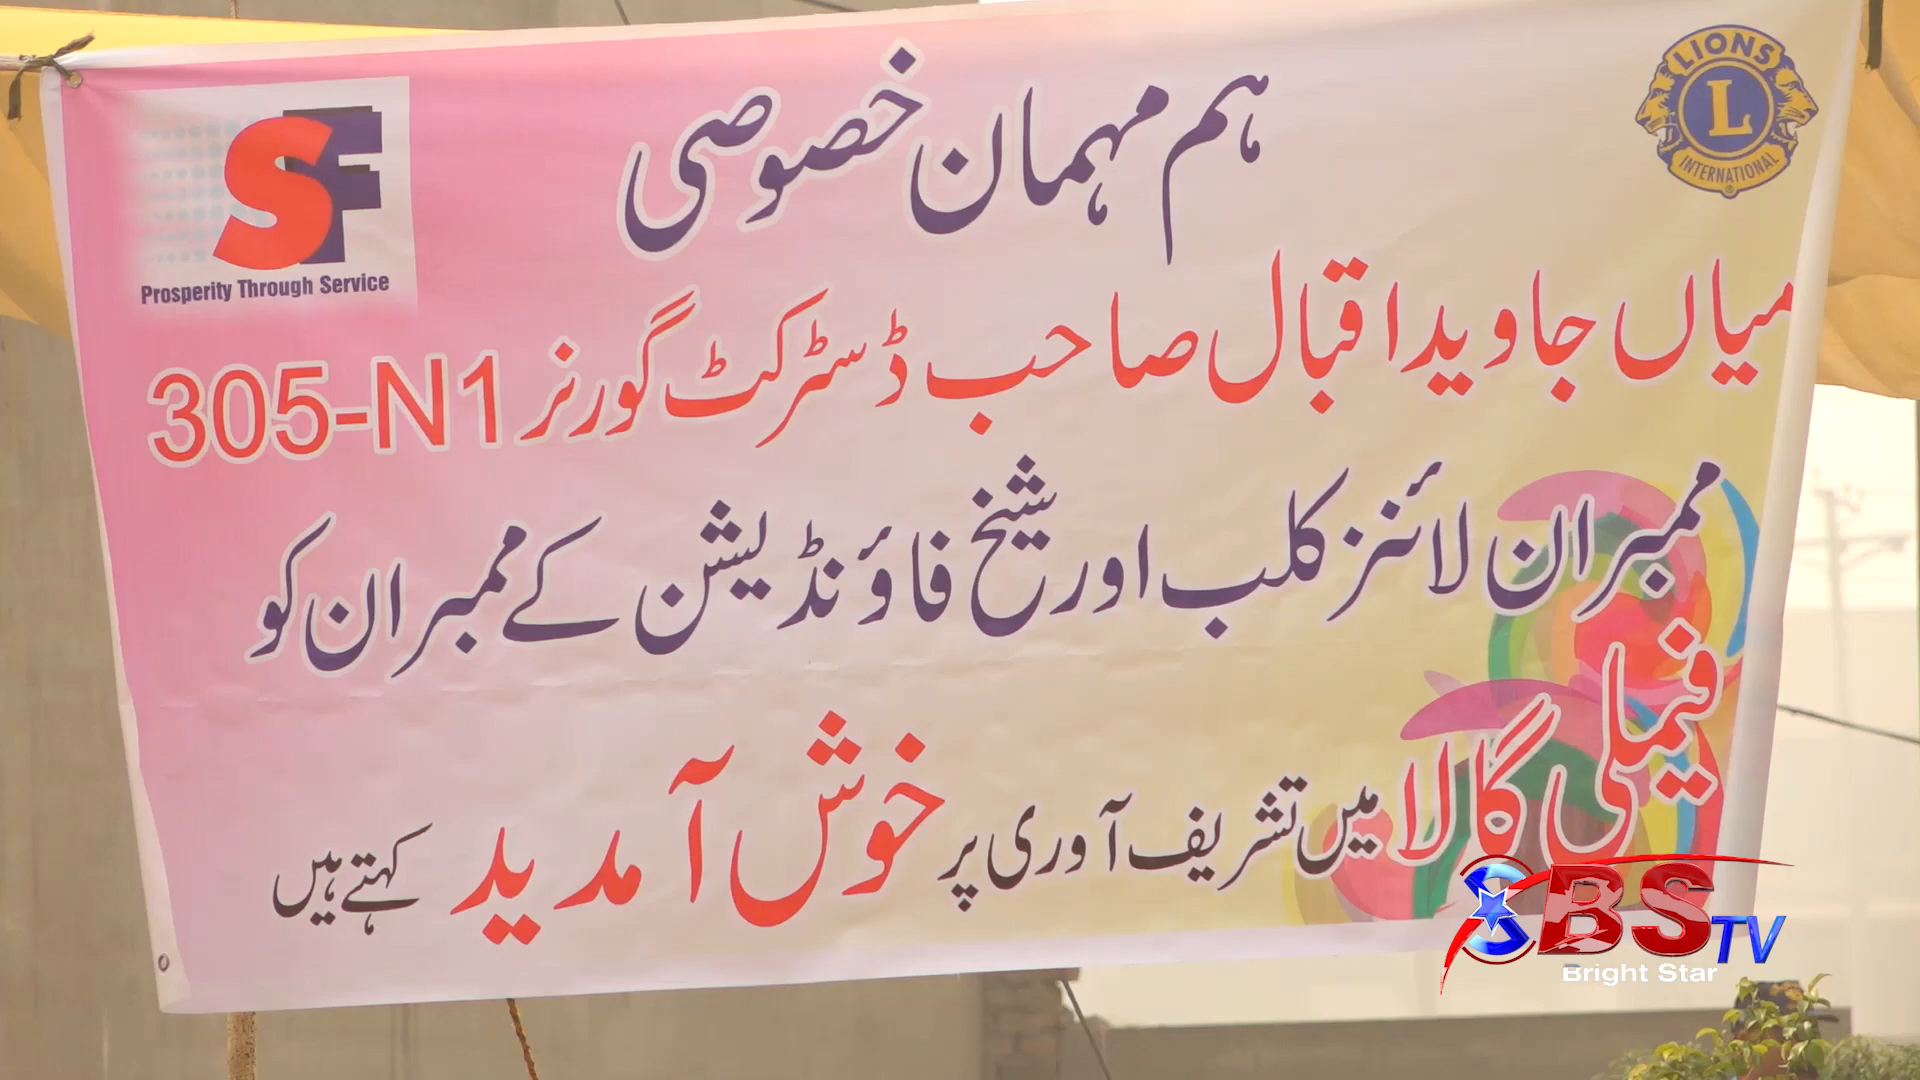 LIONS
L
INTERNATIONAL
SF
Prosperity Through Service
ہم مہمان خصوصی
میاں جاوید اقبال صاحب ڈسٹرکٹ گورنر 305-N1
ممبران لائنز کلب اور شیخ فاؤنڈیشن کے ممبران کو
فیملی گالا میں تشریف آوری پر خوش آمدید کہتے ہیں
BS TV
Bright Star